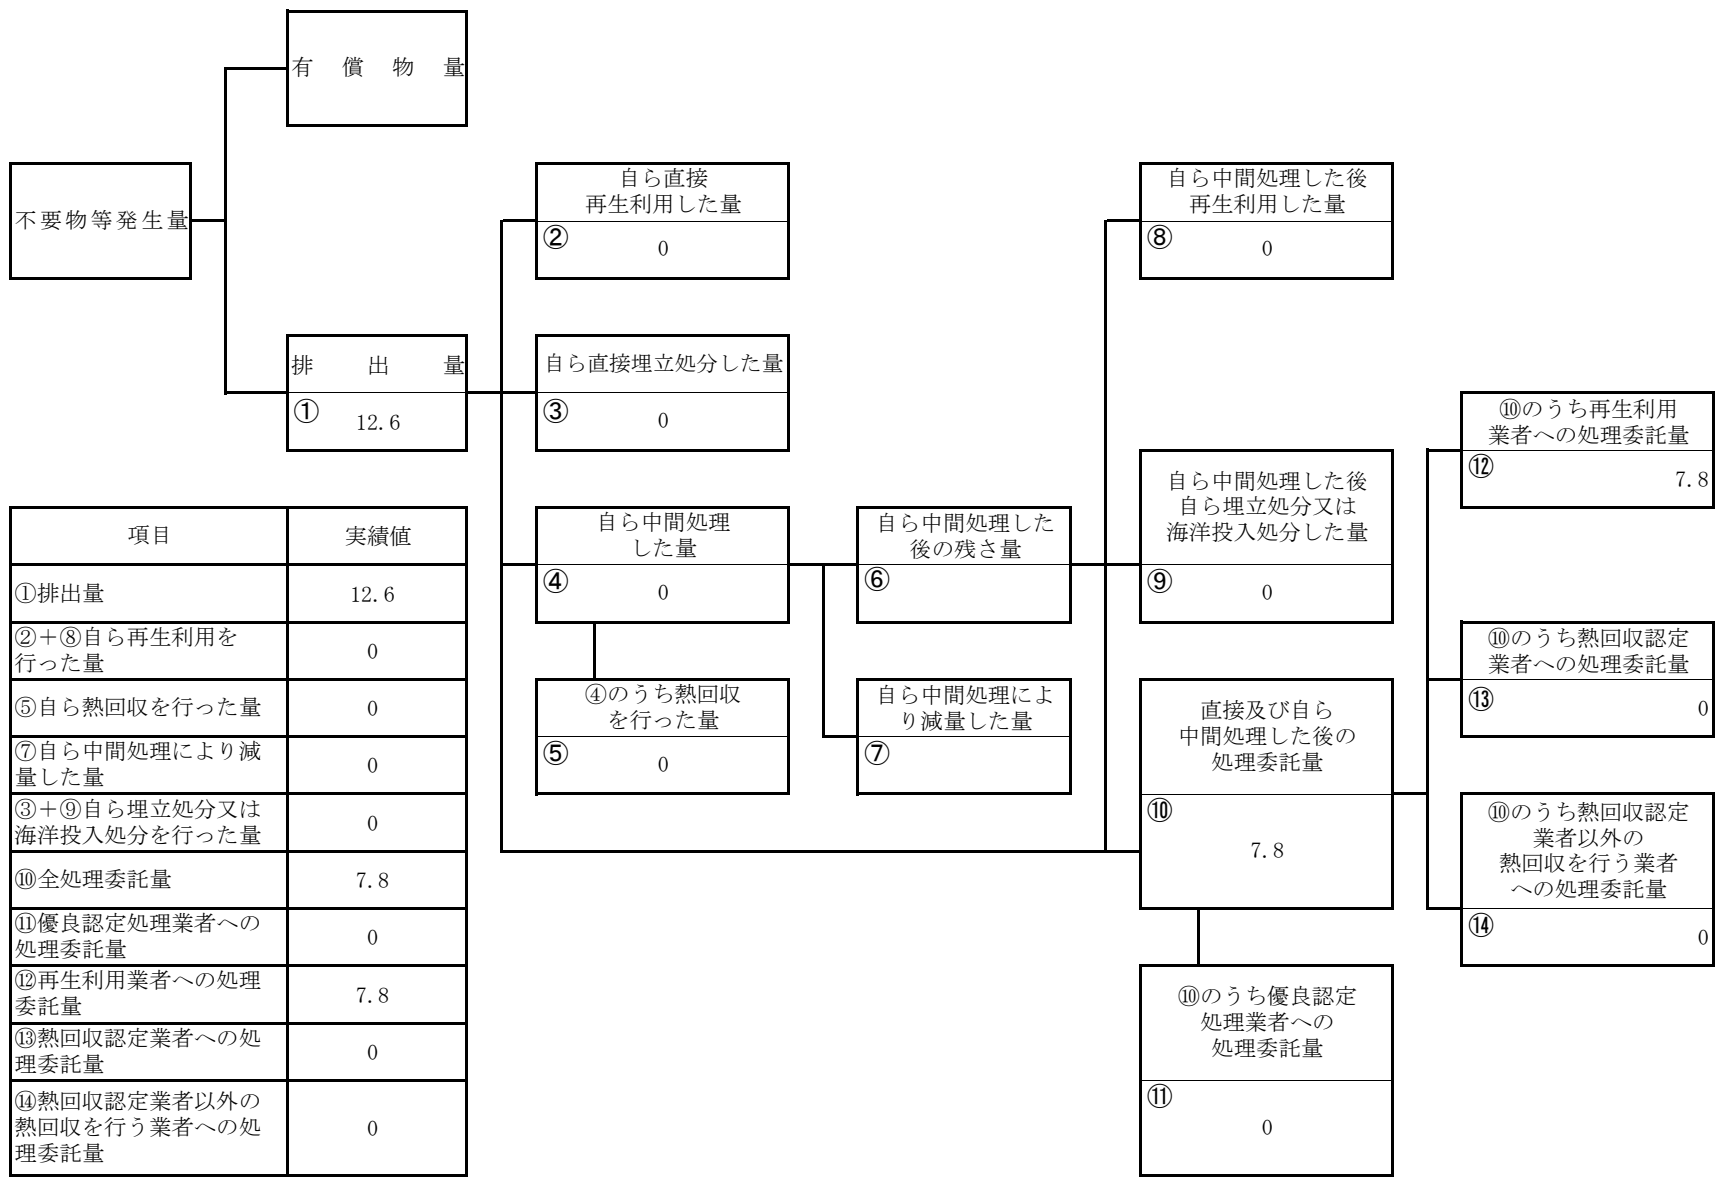 有償物量
不要物等発生量
排出量
①
12.6
自ら直接
再生利用した量
②
0
自ら直接埋立処分した量
③
0
自ら中間処理
した量
④
0
④のうち熱回収
を行った量
⑤
0
自ら中間処理した
後の残さ量
⑥
自ら中間処理によ
り減量した量
⑦
自ら中間処理した後
再生利用した量
⑧
0
自ら中間処理した後
自ら埋立処分又は
海洋投入処分した量
⑨
0
直接及び自ら
中間処理した後の
処理委託量
⑩
7.8
⑩のうち優良認定
処理業者への
処理委託量
⑪
0
⑩のうち再生利用
業者への処理委託量
⑫
7.8
⑩のうち熱回収認定
業者への処理委託量
⑬
0
⑩のうち熱回収認定
業者以外の
熱回収を行う業者
への処理委託量
⑭
0
項目 実績値
①排出量 12.6
②＋⑧自ら再生利用を
行った量 0
⑤自ら熱回収を行った量 0
⑦自ら中間処理により減
量した量 0
③＋⑨自ら埋立処分又は
海洋投入処分を行った量 0
⑩全処理委託量 7.8
⑪優良認定処理業者への
処理委託量 0
⑫再生利用業者への処理
委託量 7.8
⑬熱回収認定業者への処
理委託量 0
⑭熱回収認定業者以外の
熱回収を行う業者への処
理委託量 0